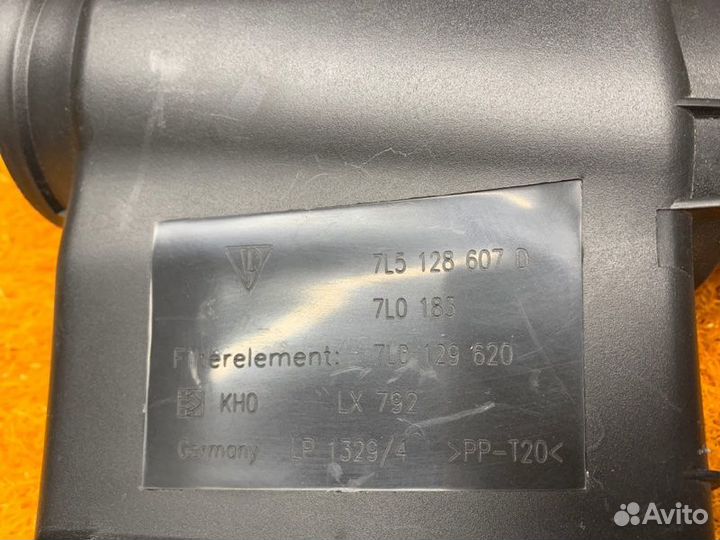 7L5 128 607 D
7L0 183
Filterelement: 7L0 129 620
KHO LX 792
Germany LP 1329/4 >PP-T20<
Avito